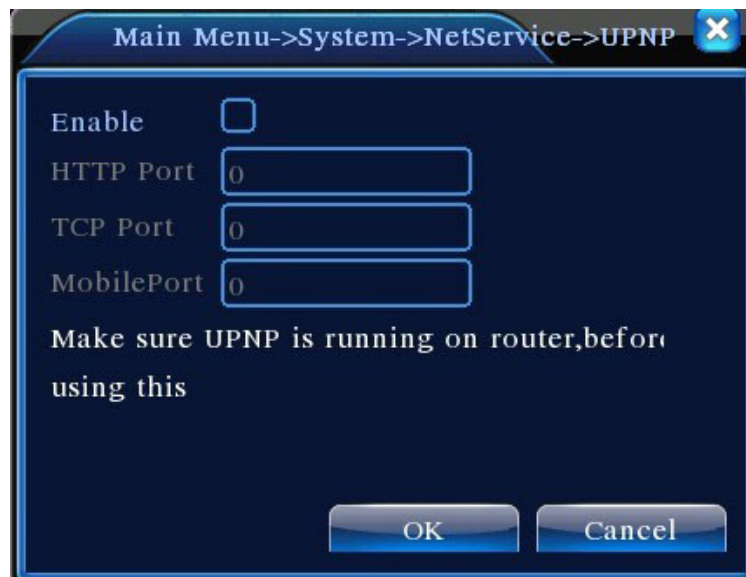 Main Menu->System->NetService->UPNP
Enable
HTTP Port 0
TCP Port 0
MobilePort 0
Make sure UPNP is running on router,before
using this
OK Cancel